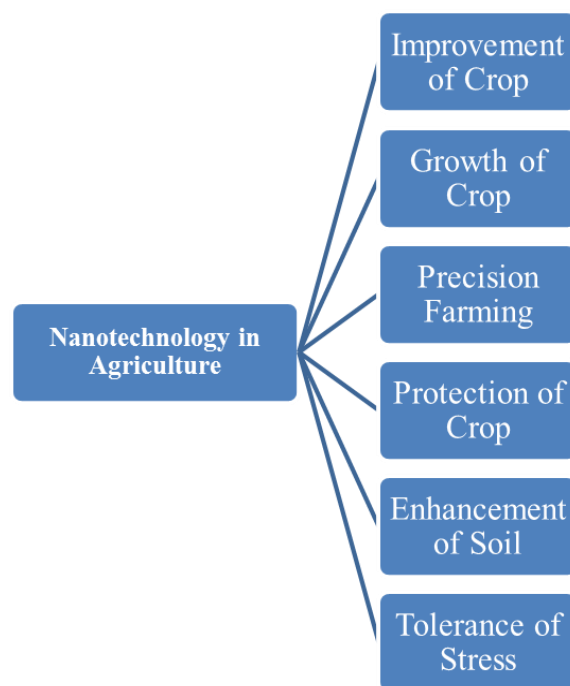 Improvement
of Crop
Growth of
Crop
Precision
Farming
Nanotechnology in
Agriculture
Protection of
Crop
Enhancement
of Soil
Tolerance of
Stress